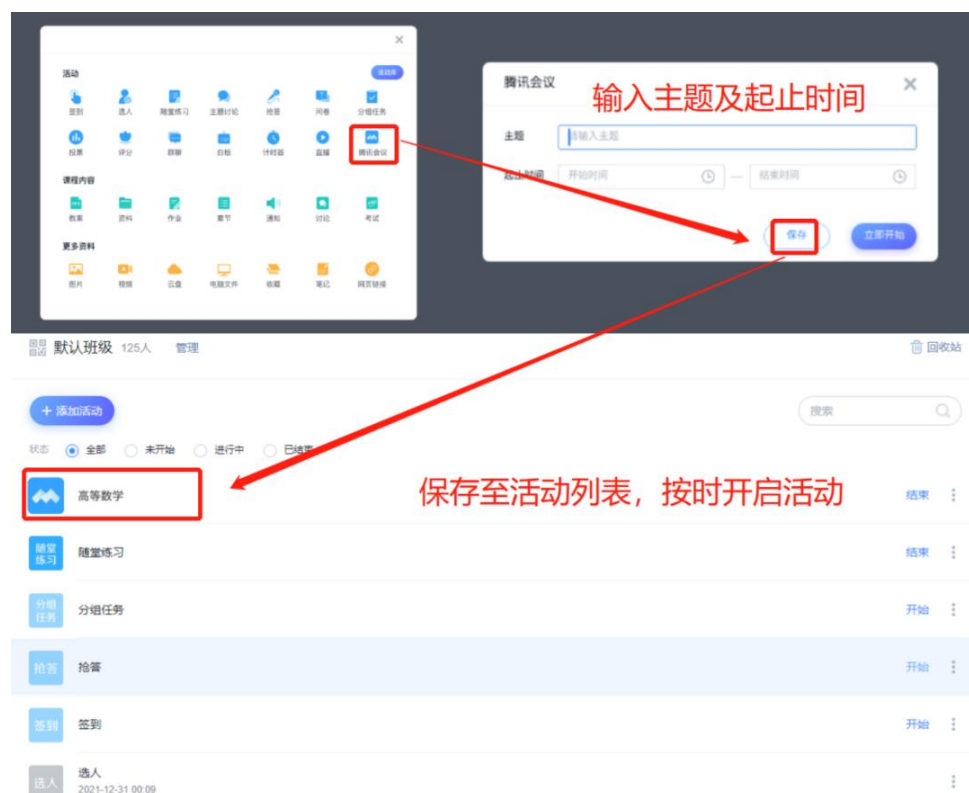 活动
活动库
签到 选人 随堂练习 主题讨论 抢答 问卷 分组任务
投票 评分 群聊 白板 计时器 直播 腾讯会议
课程内容
教案 资料 作业 章节 通知 讨论 考试
更多资料
图片 视频 云盘 电脑文件 收藏 笔记 网页链接
腾讯会议
输入主题及起止时间
主题 请输入主题
起止时间 开始时间 — 结束时间
保存 立即开始
默认班级 125人 管理 回收站
+ 添加活动 搜索
状态 全部 未开始 进行中 已结束
高等数学 结束
保存至活动列表，按时开启活动
随堂
练习 随堂练习 结束
分组
任务 分组任务 开始
抢答 抢答 开始
签到 签到 开始
选人 选人
2021-12-31 00:09